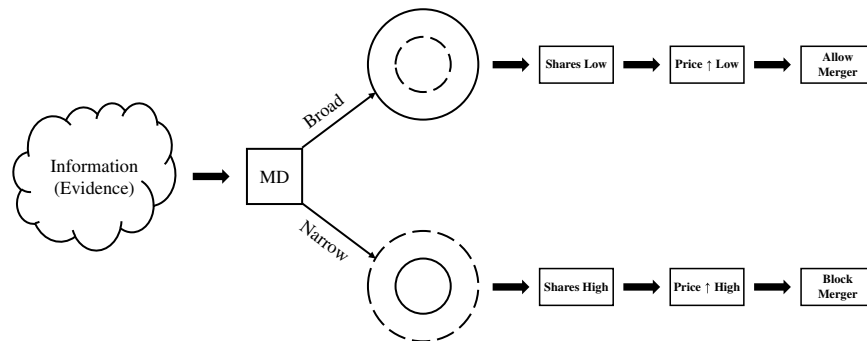 Information
(Evidence)
MD
Broad
Shares Low
Price ↑ Low
Allow
Merger
Narrow
Shares High
Price ↑ High
Block
Merger